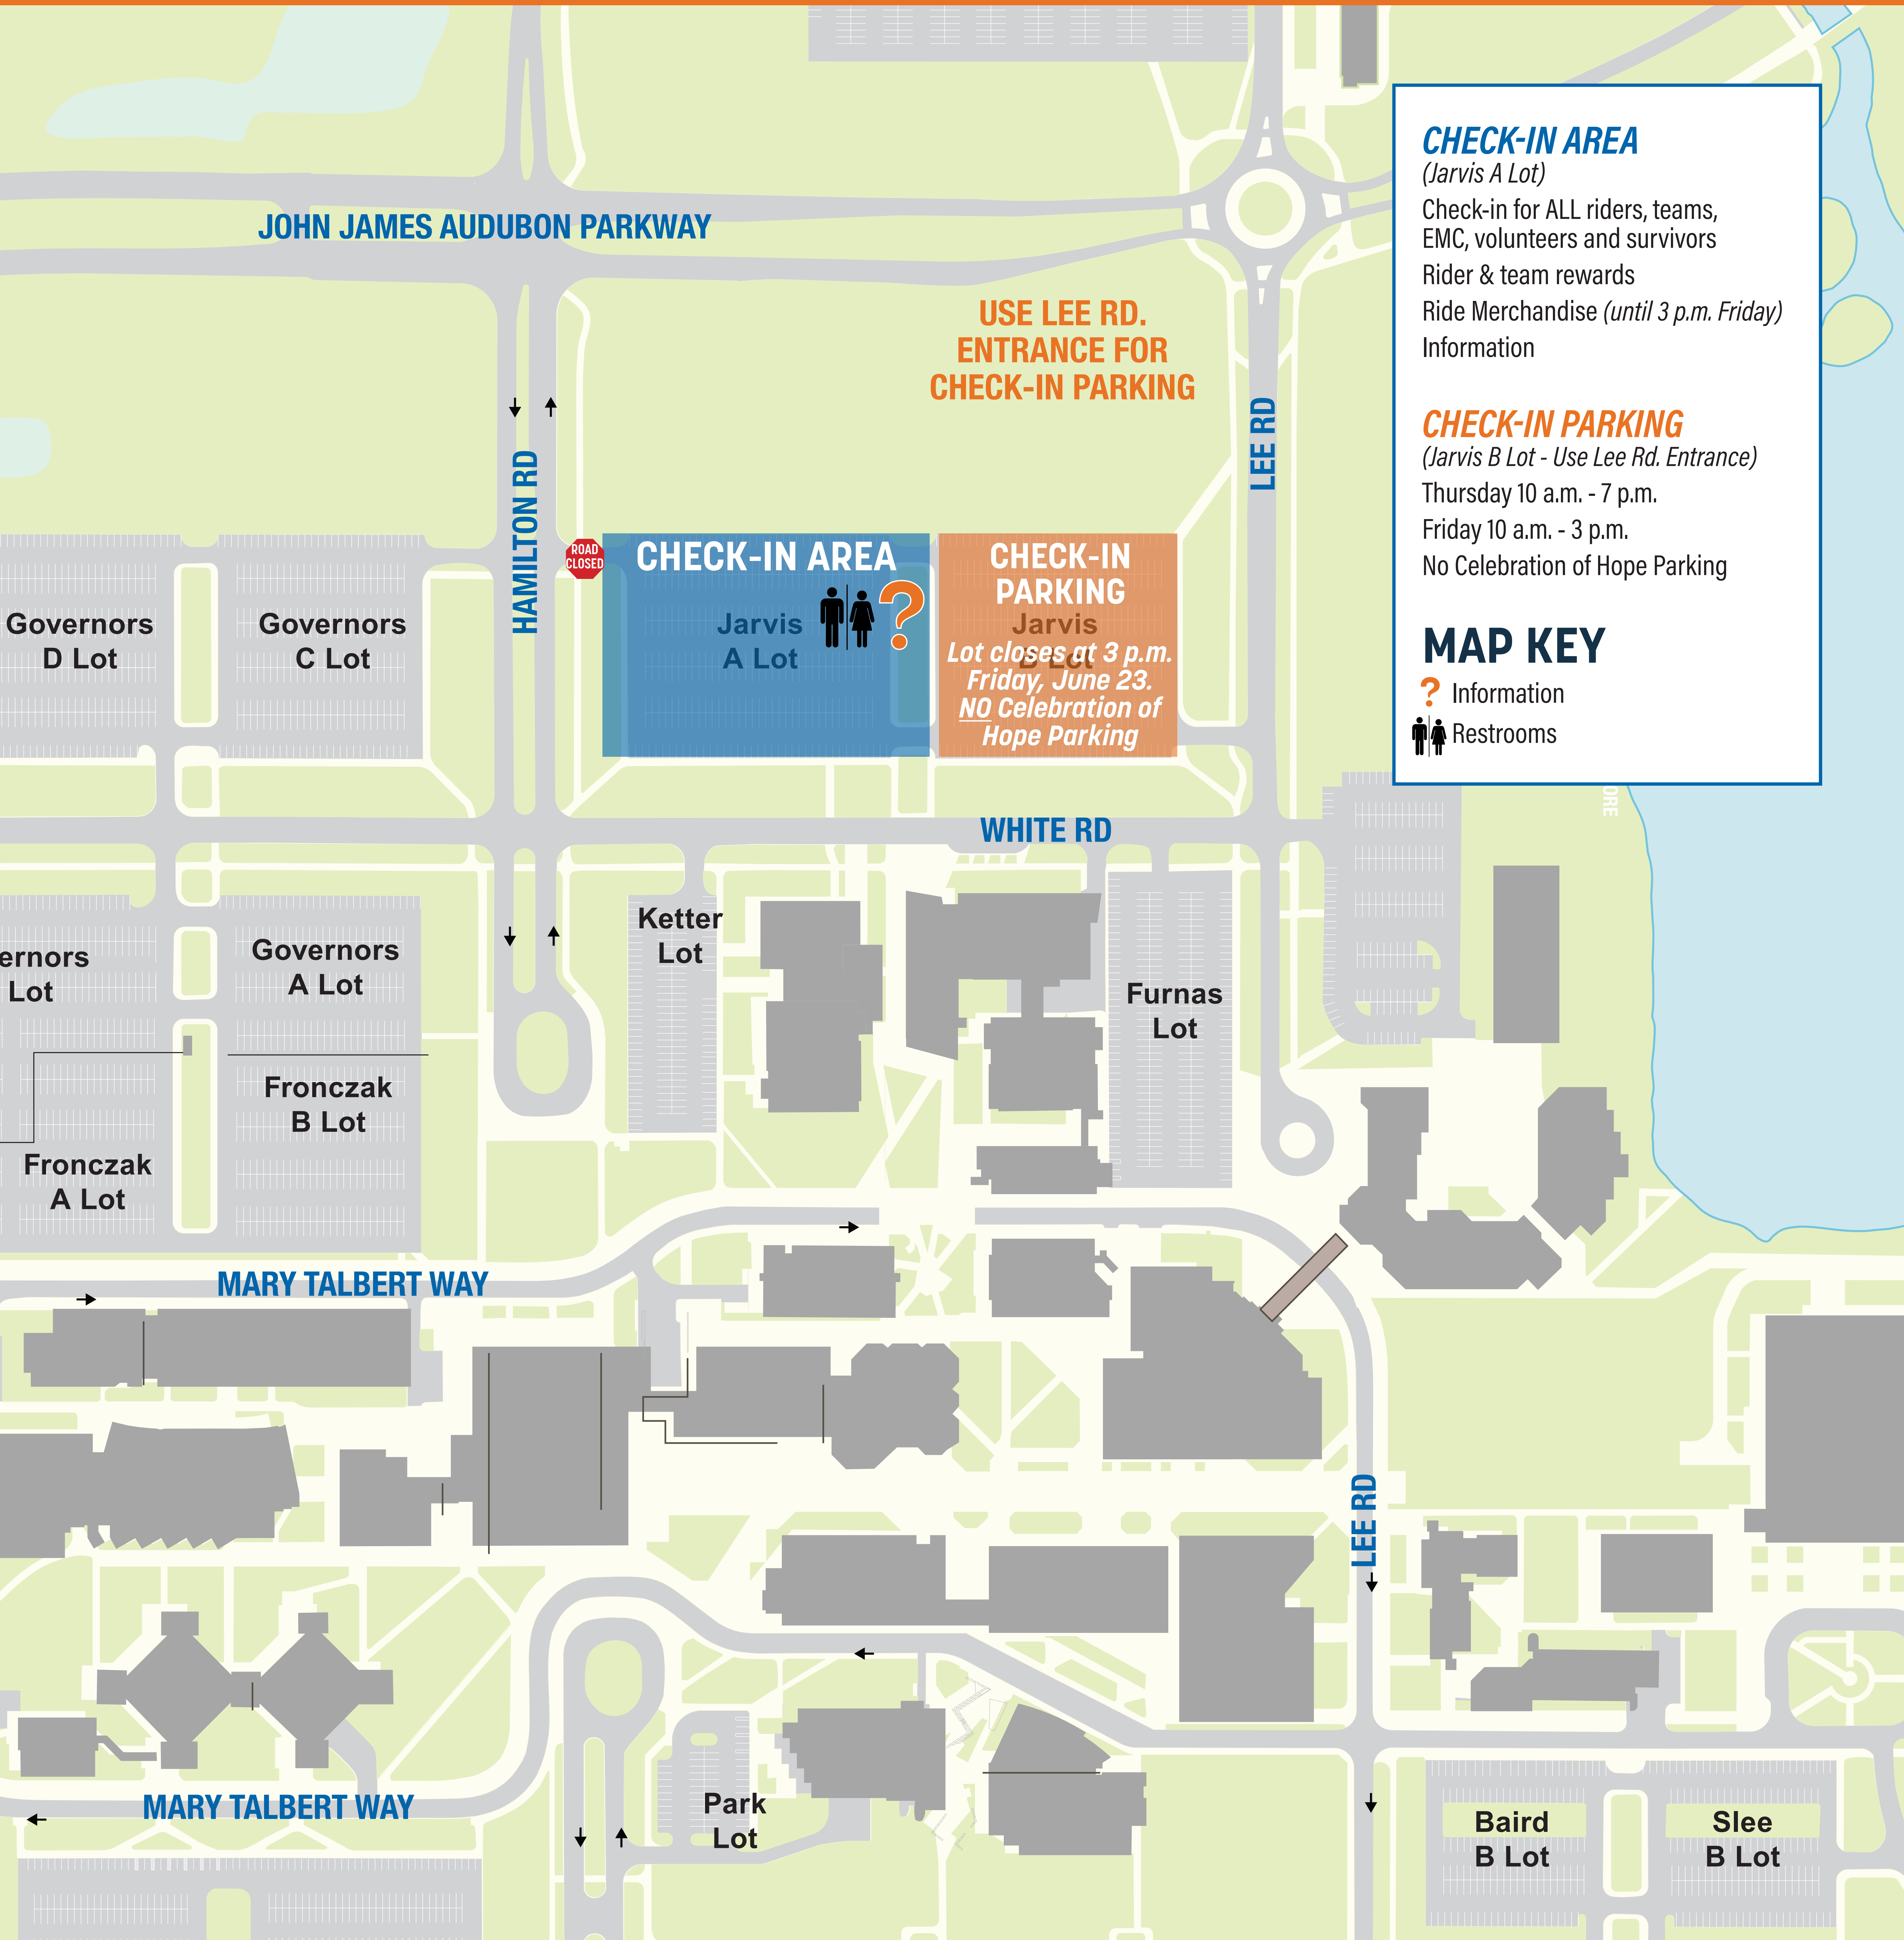 JOHN JAMES AUDUBON PARKWAY
USE LEE RD.
ENTRANCE FOR
CHECK-IN PARKING
HAMILTON RD
LEE RD
CHECK-IN AREA
(Jarvis A Lot)
Check-in for ALL riders, teams,
EMC, volunteers and survivors
Rider & team rewards
Ride Merchandise (until 3 p.m. Friday)
Information
CHECK-IN PARKING
(Jarvis B Lot - Use Lee Rd. Entrance)
Thursday 10 a.m. - 7 p.m.
Friday 10 a.m. - 3 p.m.
No Celebration of Hope Parking
MAP KEY
? Information
Restrooms
ROAD
CLOSED
CHECK-IN AREA
Jarvis
A Lot
?
CHECK-IN
PARKING
Jarvis
B Lot
Lot closes at 3 p.m.
Friday, June 23.
NO Celebration of
Hope Parking
Governors
D Lot
Governors
C Lot
ORE
WHITE RD
Ketter
Lot
Governors
A Lot
ernors
Lot
Furnas
Lot
Fronczak
B Lot
Fronczak
A Lot
MARY TALBERT WAY
LEE RD
MARY TALBERT WAY
Park
Lot
Baird
B Lot
Slee
B Lot